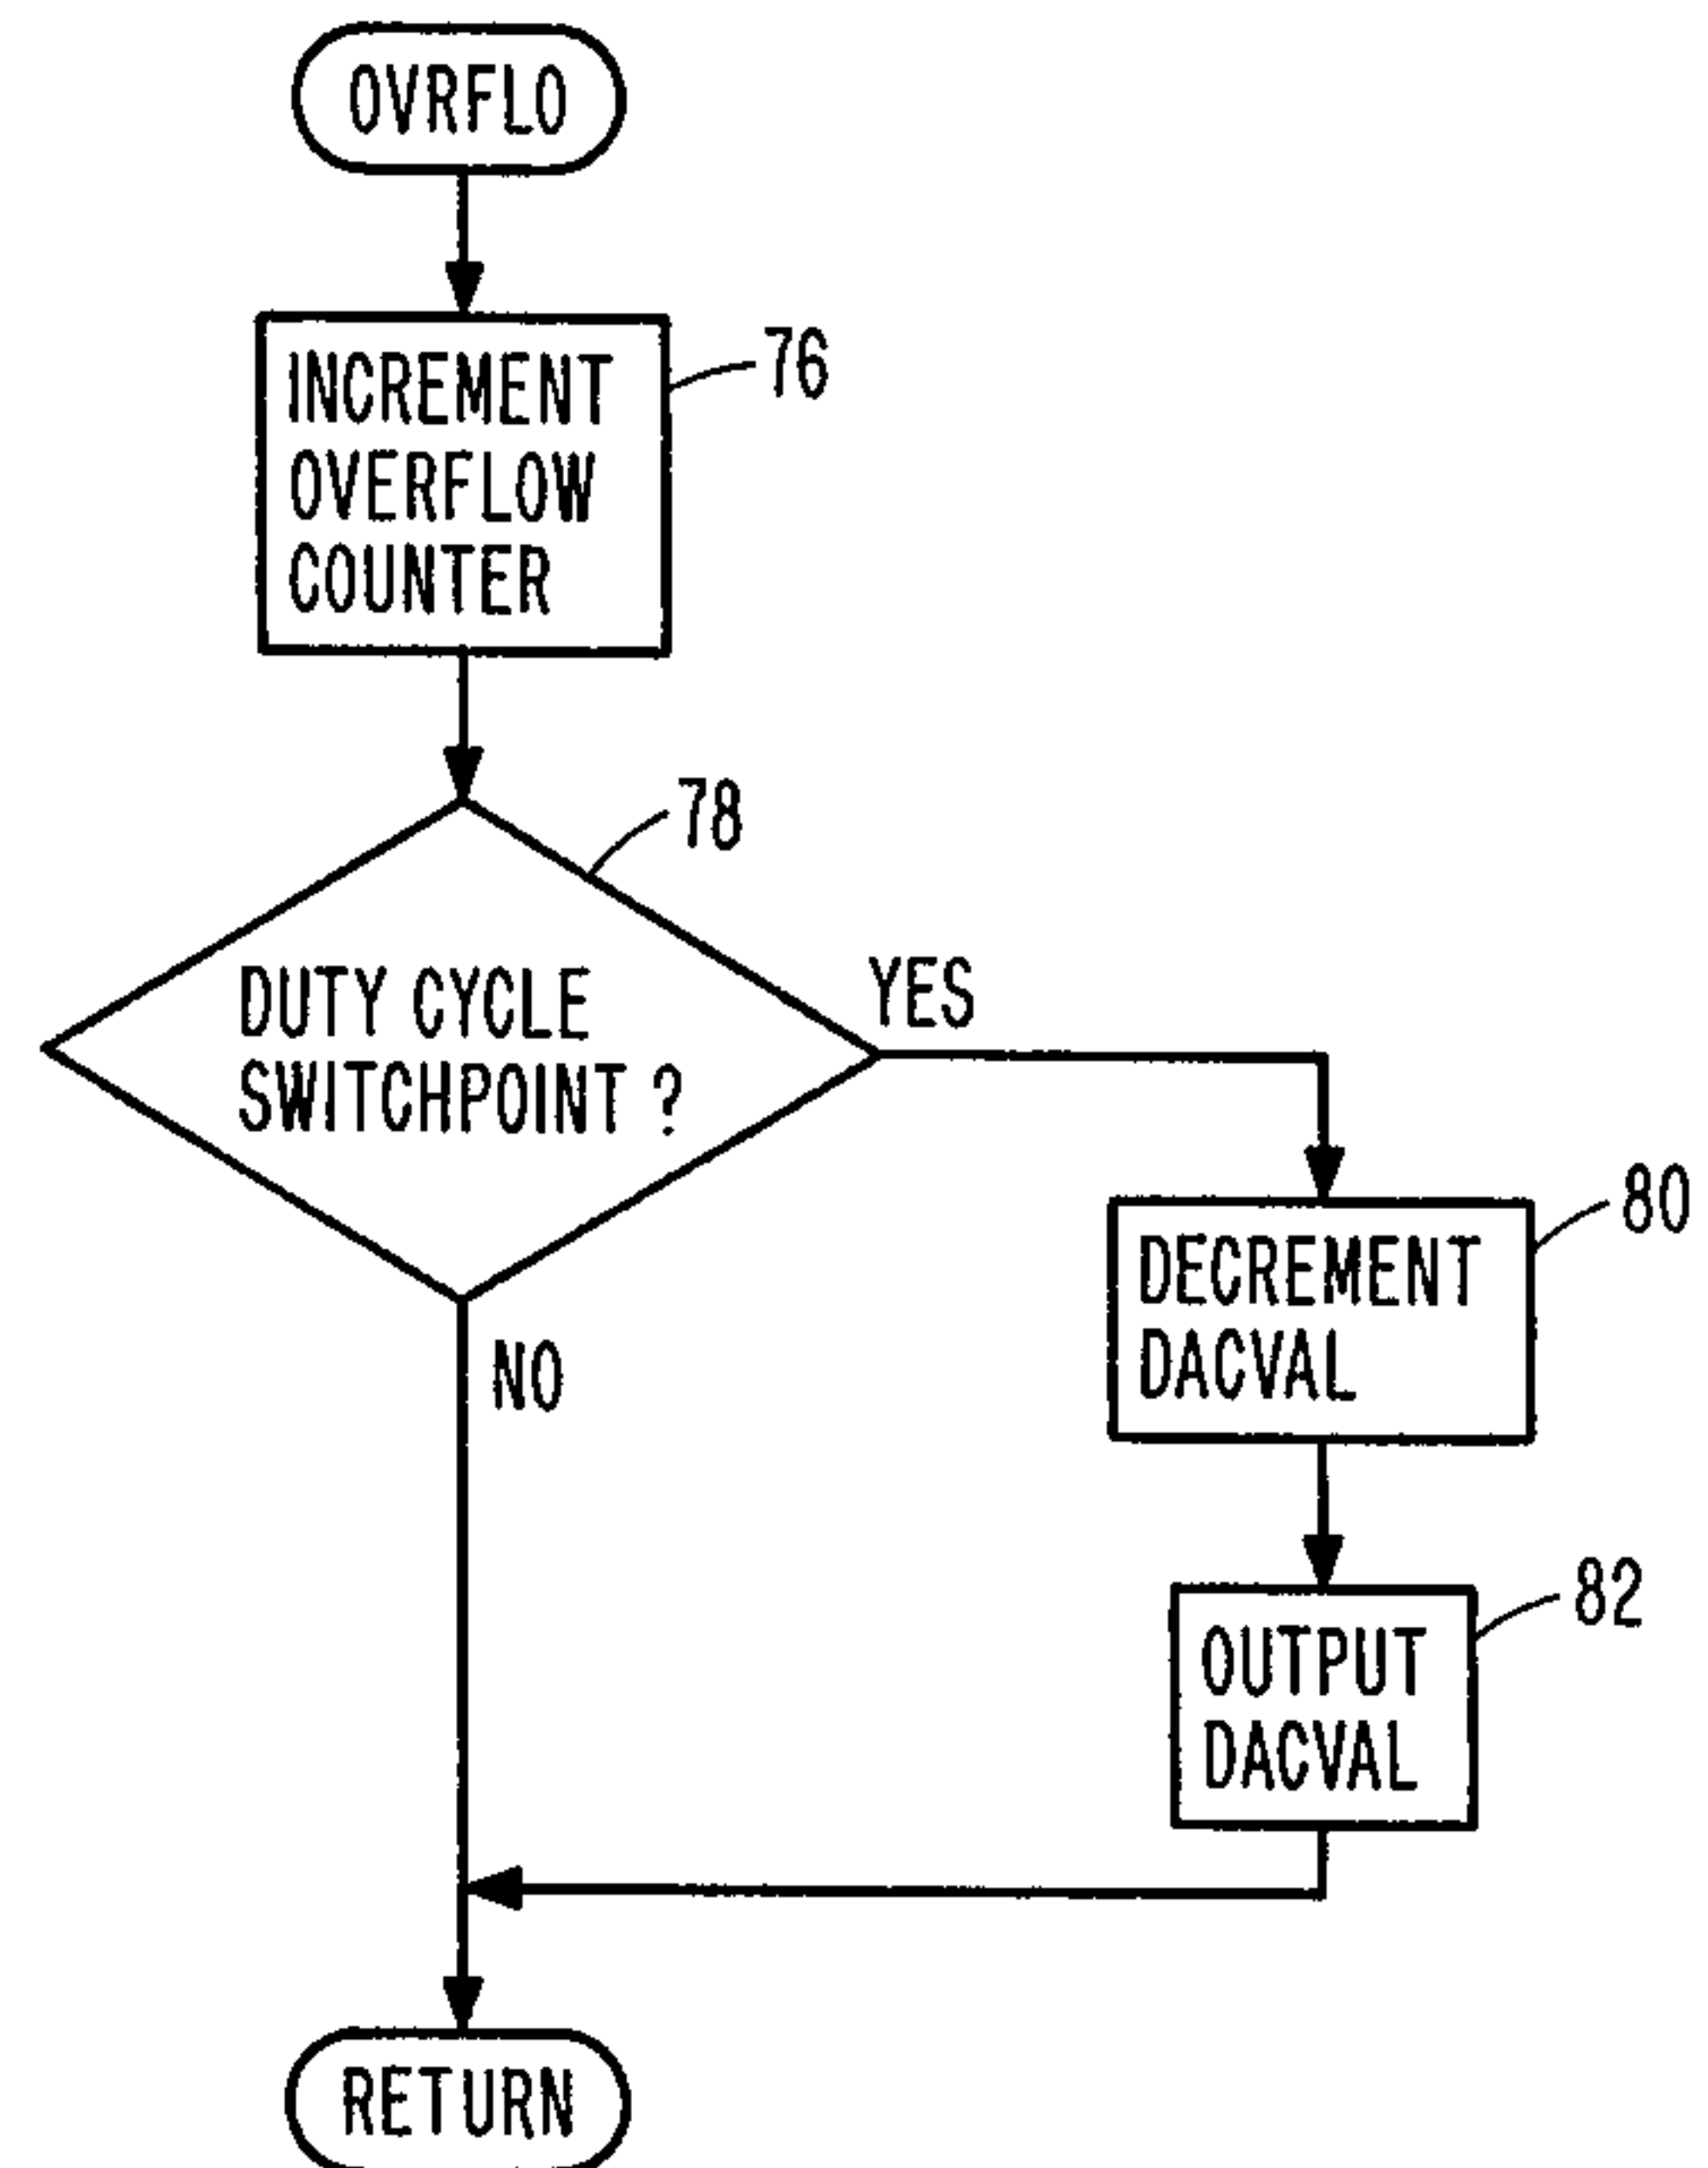 OVRFLO
INCREMENT
OVERFLOW
COUNTER
76
78
DUTY CYCLE
SWITCHPOINT ?
YES
NO
80
DECREMENT
DACVAL
82
OUTPUT
DACVAL
RETURN